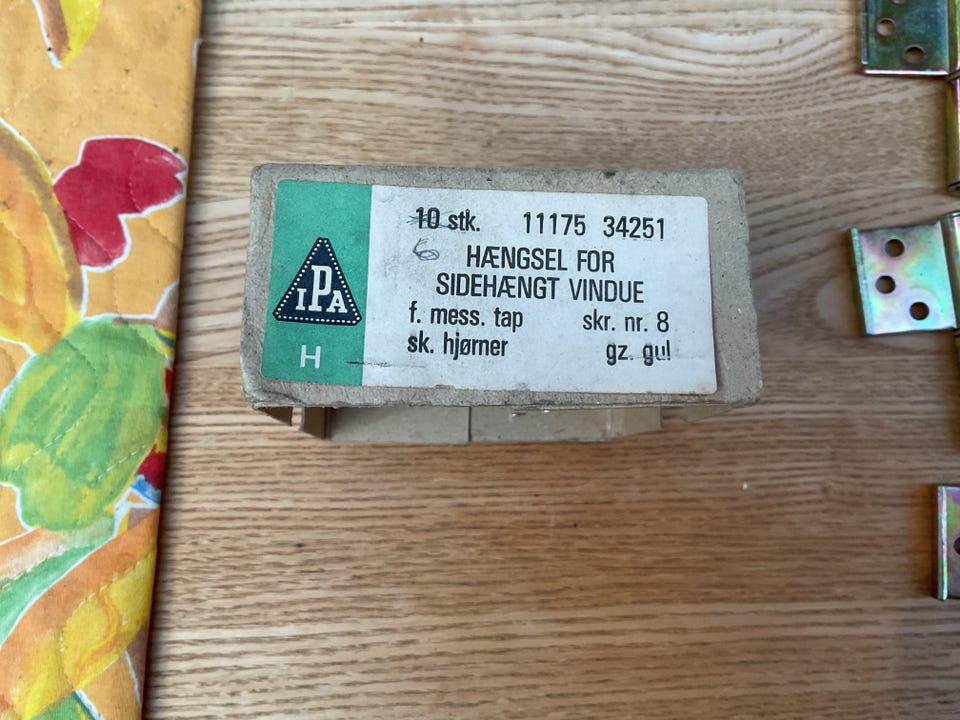 10 stk. 11175 34251
6
HÆNGSEL FOR
SIDEHÆNGT VINDUE
f. mess. tap skr. nr. 8
sk. hjørner gz. gul
IPA
H